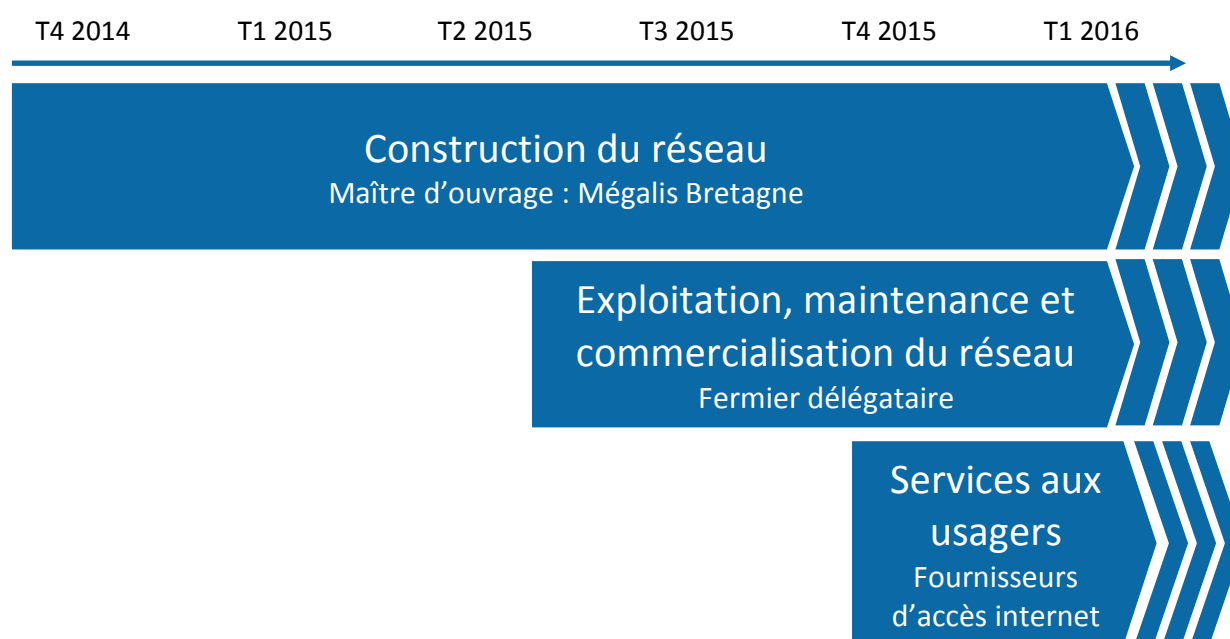 T4 2014 T1 2015 T2 2015 T3 2015 T4 2015 T1 2016
Construction du réseau
Maître d'ouvrage : Mégalis Bretagne
Exploitation, maintenance et
commercialisation du réseau
Fermier délégataire
Services aux
usagers
Fournisseurs
d'accès internet